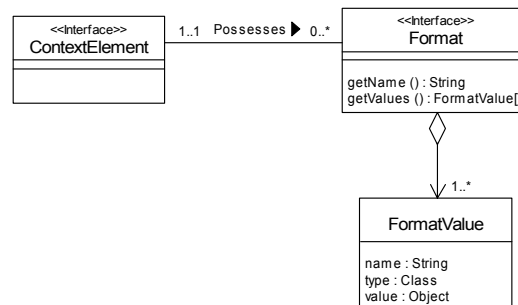 <<Interface>>
ContextElement
1..1 Possesses 0..*
<<Interface>>
Format
getName () : String
getValues () : FormatValue[
1..*
FormatValue
name : String
type : Class
value : Object